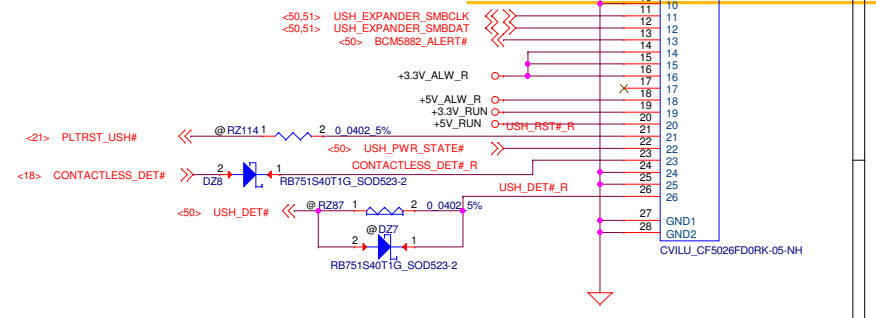 10 10
<50,51> USH_EXPANDER_SMBCLK 11 11
<50,51> USH_EXPANDER_SMBDAT 12 12
<50> BCM5882_ALERT# 13 13
14 14
15 15
+3.3V_ALW_R 16 16
17 17
+5V_ALW_R 18 18
+3.3V_RUN 19 19
+5V_RUN USH_RST#_R 20 20
<21> PLTRST_USH# @ RZ114 1 2 0_0402_5% 21 21
<50> USH_PWR_STATE# 22 22
23 23
<18> CONTACTLESS_DET# DZ8 2 1 RB751S40T1G_SOD523-2 CONTACTLESS_DET#_R 24 24
25 25
USH_DET#_R 26 26
<50> USH_DET# @ RZ87 1 2 0_0402_5%
27 GND1
28 GND2
@ DZ7 2 1
RB751S40T1G_SOD523-2
CVILU_CF5026FD0RK-05-NH